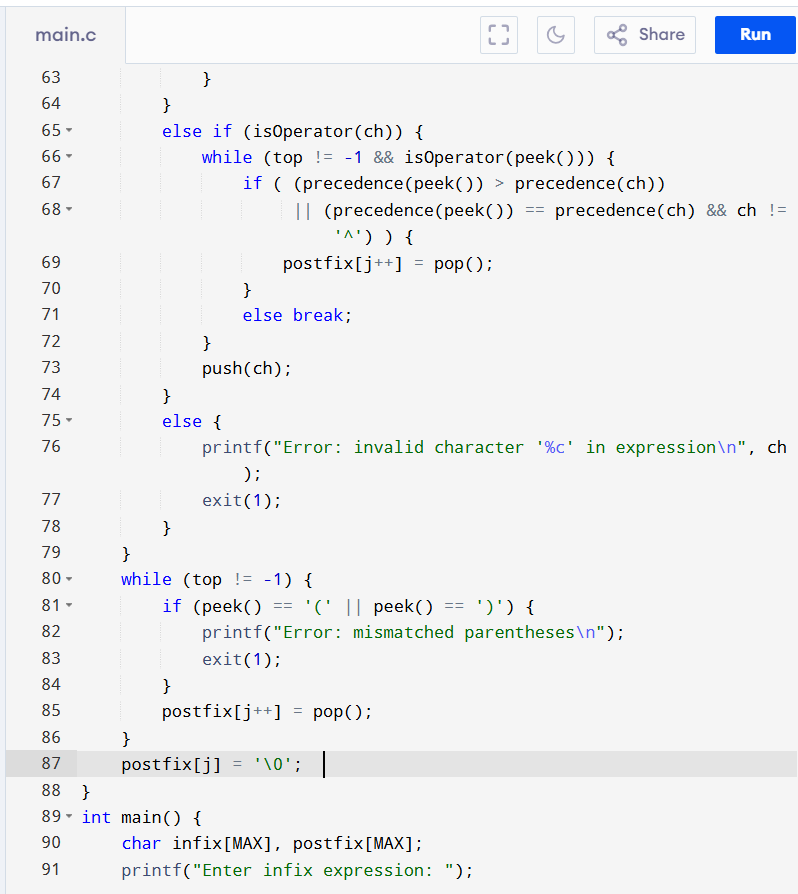 main.c
Share
Run
63 }
64 }
65 else if (isOperator(ch)) {
66 while (top != -1 && isOperator(peek())) {
67 if ( (precedence(peek()) > precedence(ch))
68 || (precedence(peek()) == precedence(ch) && ch !=
'^') ) {
69 postfix[j++] = pop();
70 }
71 else break;
72 }
73 push(ch);
74 }
75 else {
76 printf("Error: invalid character '%c' in expression\n", ch
);
77 exit(1);
78 }
79 }
80 while (top != -1) {
81 if (peek() == '(' || peek() == ')') {
82 printf("Error: mismatched parentheses\n");
83 exit(1);
84 }
85 postfix[j++] = pop();
86 }
87 postfix[j] = '\0';
88 }
89 int main() {
90 char infix[MAX], postfix[MAX];
91 printf("Enter infix expression: ");